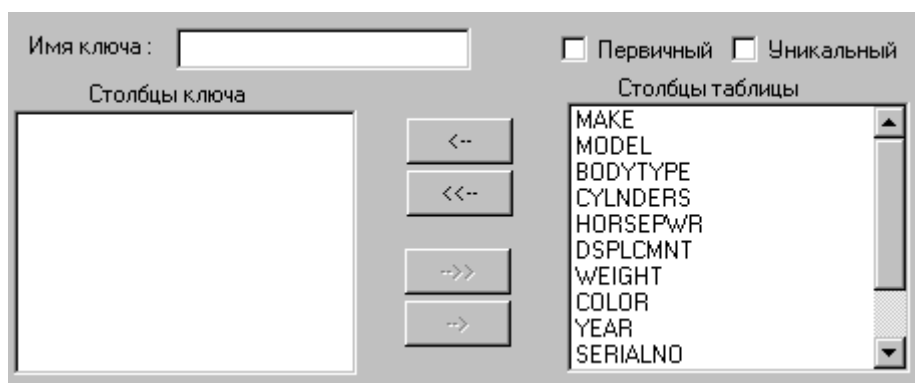 Имя ключа :
Первичный Уникальный
Столбцы ключа
Столбцы таблицы
<--
<<--
-->>
-->
MAKE
MODEL
BODYTYPE
CYLNDERS
HORSEPWR
DSPLCMNT
WEIGHT
COLOR
YEAR
SERIALNO